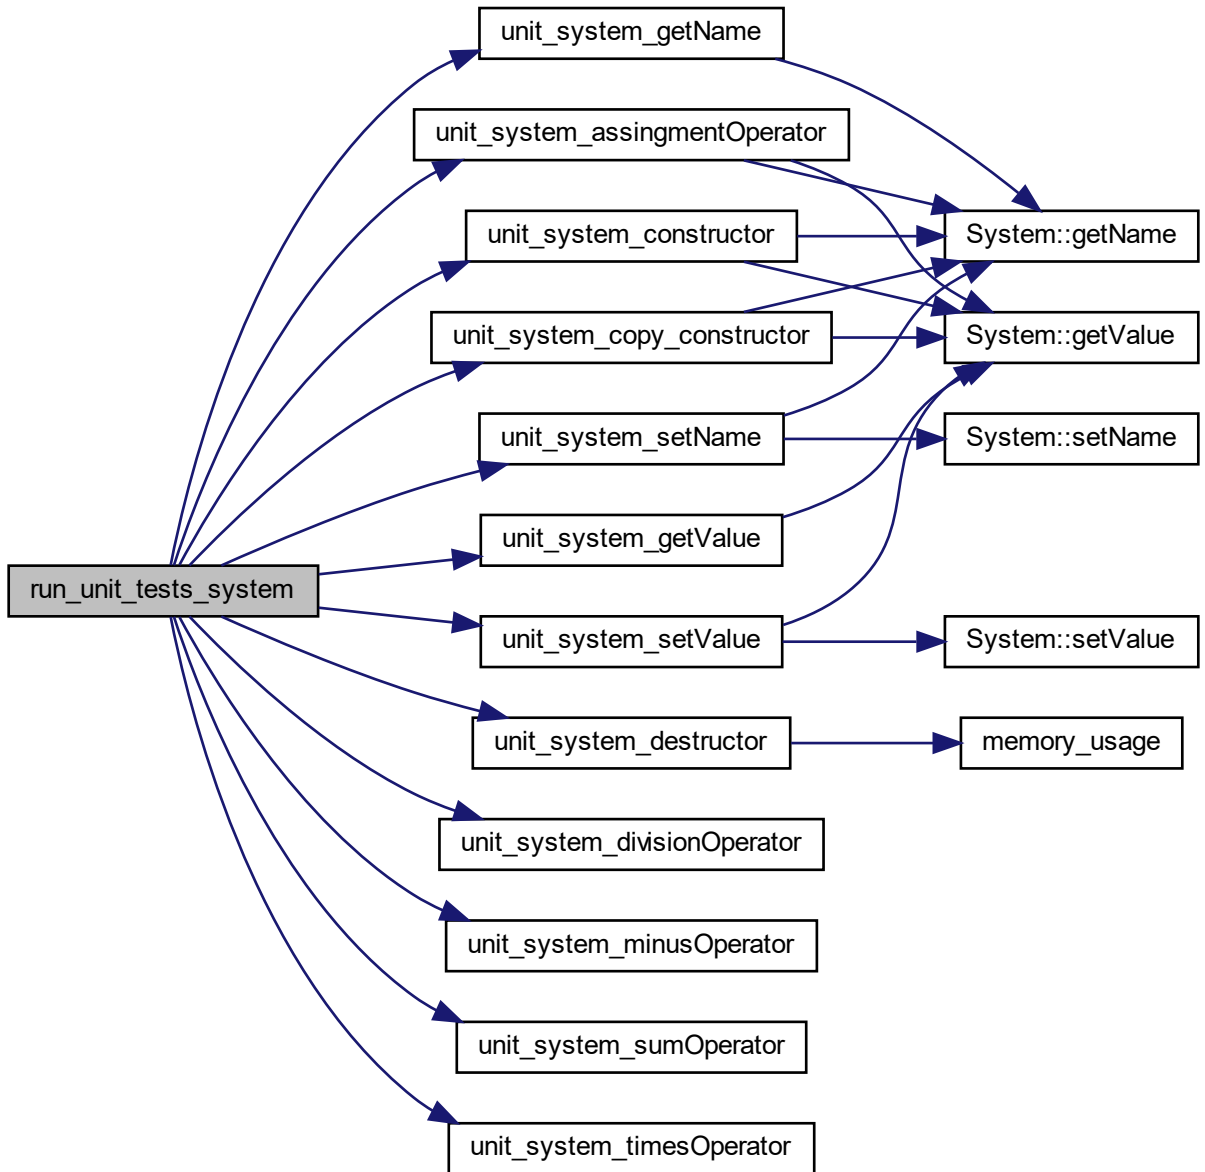 unit_system_getName
unit_system_assingmentOperator
unit_system_constructor
System::getName
unit_system_copy_constructor
System::getValue
unit_system_setName
System::setName
unit_system_getValue
run_unit_tests_system
unit_system_setValue
System::setValue
unit_system_destructor
memory_usage
unit_system_divisionOperator
unit_system_minusOperator
unit_system_sumOperator
unit_system_timesOperator